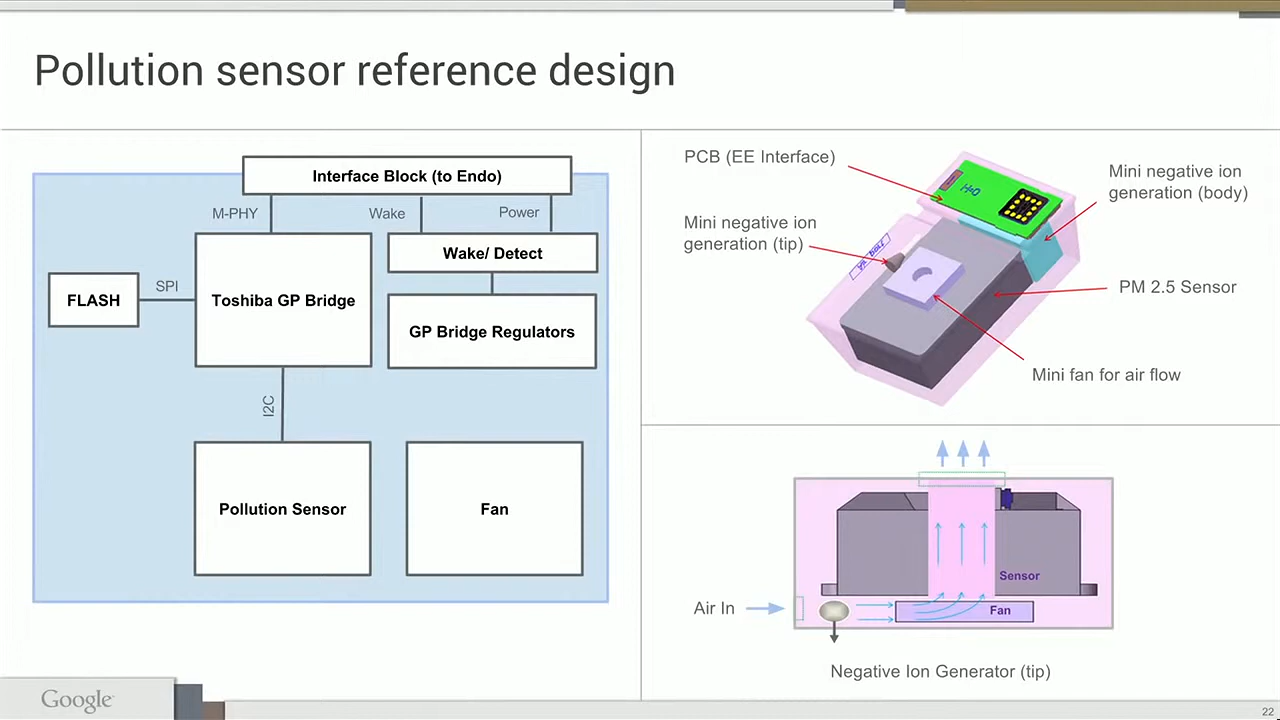 Pollution sensor reference design
Interface Block (to Endo)
M-PHY
Wake
Power
FLASH
SPI
Toshiba GP Bridge
Wake/ Detect
GP Bridge Regulators
I2C
Pollution Sensor
Fan
PCB (EE Interface)
Mini negative ion
generation (tip)
Mini negative ion
generation (body)
PM 2.5 Sensor
Mini fan for air flow
Sensor
Fan
Air In
Negative Ion Generator (tip)
Google
22